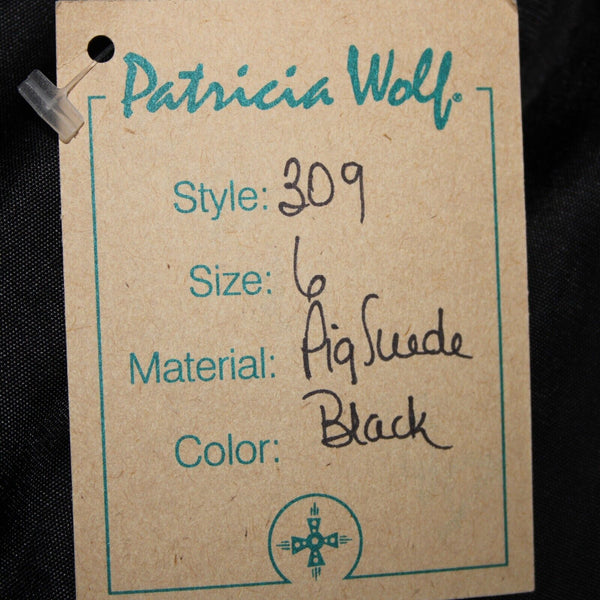 Patricia Wolf.
Style: 309
Size: 6
Material: Pig Suede
Color: Black